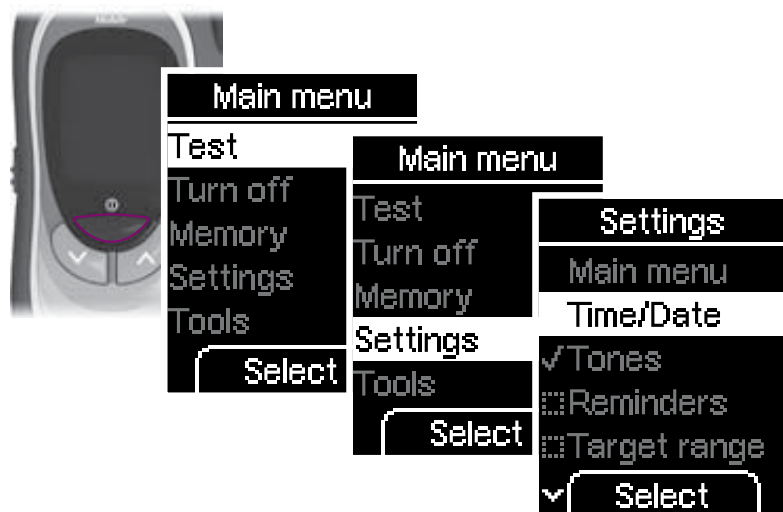 Main menu
Test
Turn off
Memory
Settings
Tools
Select
Main menu
Test
Turn off
Memory
Settings
Tools
Select
Settings
Main menu
Time/Date
✓Tones
Reminders
Target range
Select